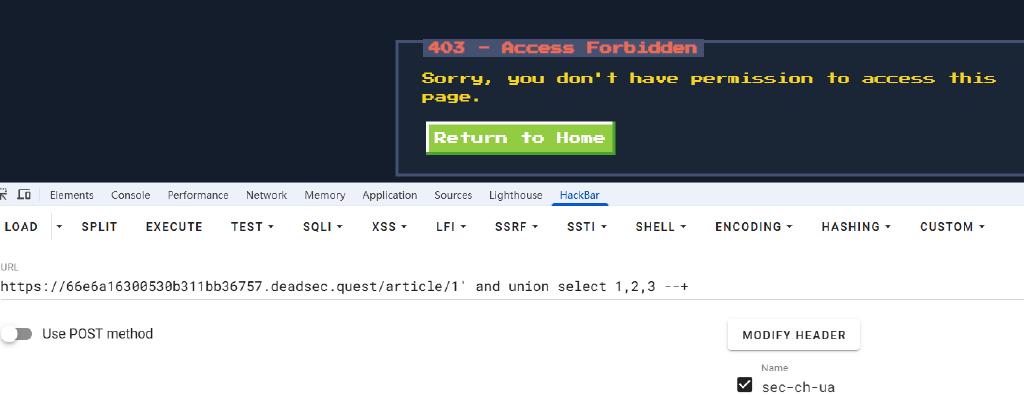 403 - Access Forbidden
Sorry, you don't have permission to access this
page.
Return to Home
Elements Console Performance Network Memory Application Sources Lighthouse HackBar
LOAD SPLIT EXECUTE TEST SQLI XSS LFI SSRF SSTI SHELL ENCODING HASHING CUSTOM
URL
https://66e6a16300530b311bb36757.deadsec.quest/article/1' and union select 1,2,3 --+
Use POST method
MODIFY HEADER
Name
sec-ch-ua